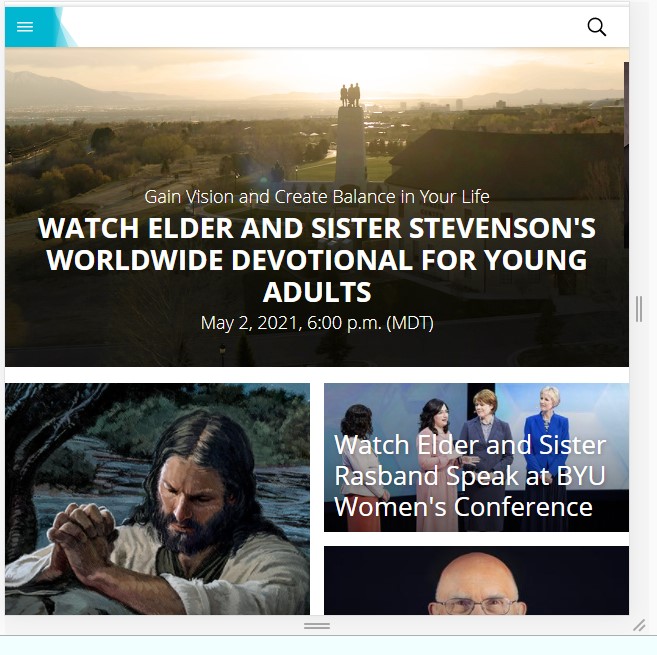 Gain Vision and Create Balance in Your Life
WATCH ELDER AND SISTER STEVENSON'S
WORLDWIDE DEVOTIONAL FOR YOUNG
ADULTS
May 2, 2021, 6:00 p.m. (MDT)
Watch Elder and Sister
Rasband Speak at BYU
Women's Conference